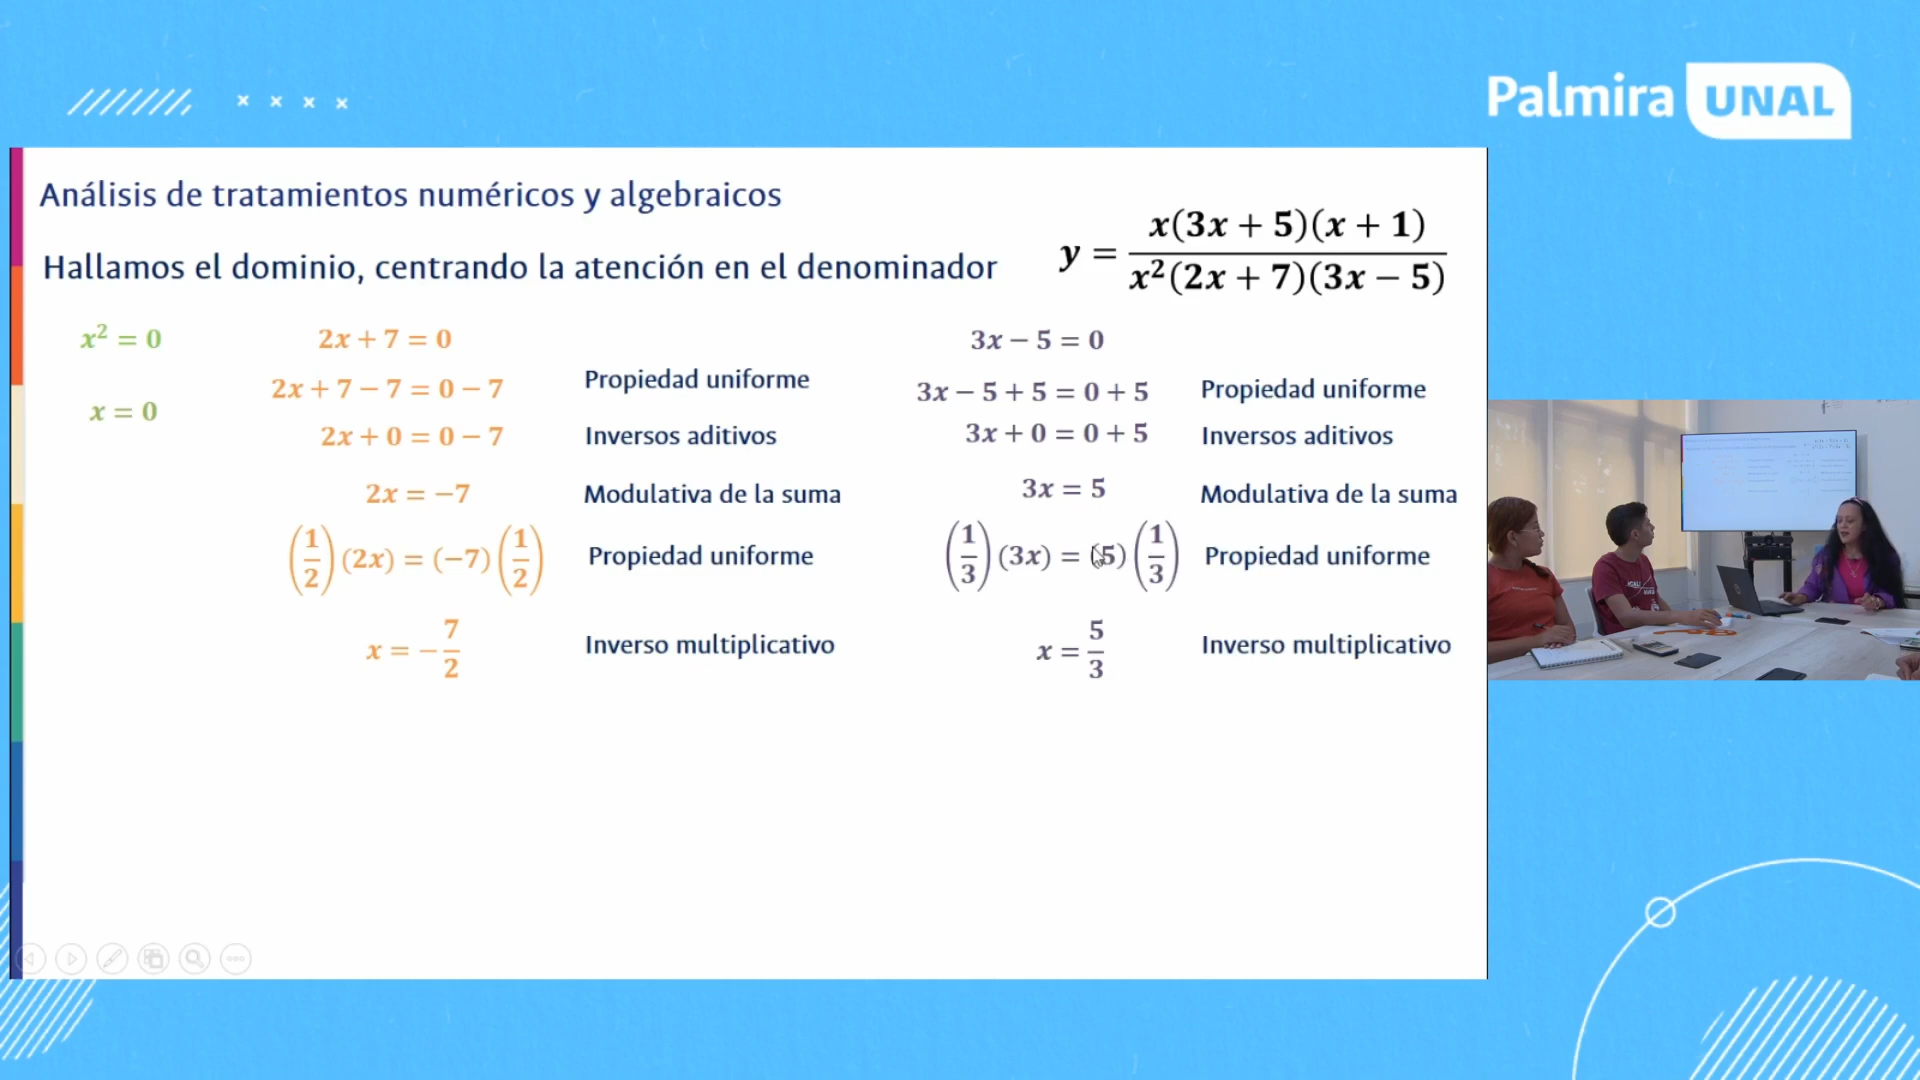 Palmira UNAL
Análisis de tratamientos numéricos y algebraicos
Hallamos el dominio, centrando la atención en el denominador
y = x(3x + 5)(x + 1) / x²(2x + 7)(3x − 5)
x² = 0
x = 0
2x + 7 = 0
2x + 7 − 7 = 0 − 7 Propiedad uniforme
2x + 0 = 0 − 7 Inversos aditivos
2x = −7 Modulativa de la suma
(1/2)(2x) = (−7)(1/2) Propiedad uniforme
x = −7/2 Inverso multiplicativo
3x − 5 = 0
3x − 5 + 5 = 0 + 5 Propiedad uniforme
3x + 0 = 0 + 5 Inversos aditivos
3x = 5 Modulativa de la suma
(1/3)(3x) = (5)(1/3) Propiedad uniforme
x = 5/3 Inverso multiplicativo